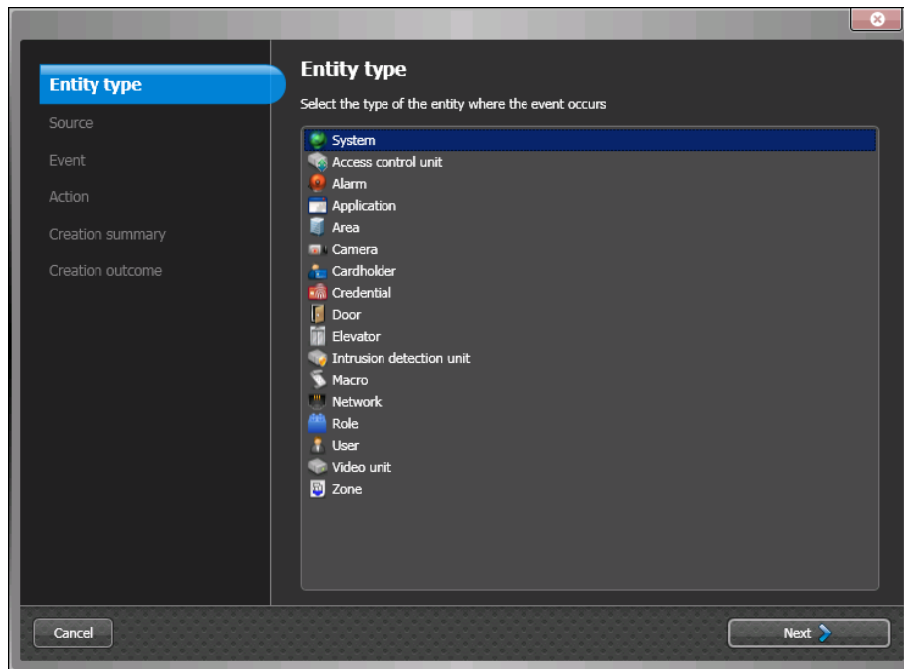 Entity type
Source
Event
Action
Creation summary
Creation outcome
Entity type
Select the type of the entity where the event occurs
System
Access control unit
Alarm
Application
Area
Camera
Cardholder
Credential
Door
Elevator
Intrusion detection unit
Macro
Network
Role
User
Video unit
Zone
Cancel
Next